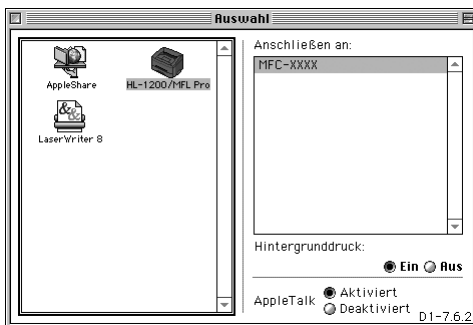 Auswahl
AppleShare
HL-1200/MFL Pro
LaserWriter 8
Anschließen an:
MFC-XXXX
Hintergrunddruck:
Ein Aus
AppleTalk
Aktiviert
Deaktiviert
D1-7.6.2